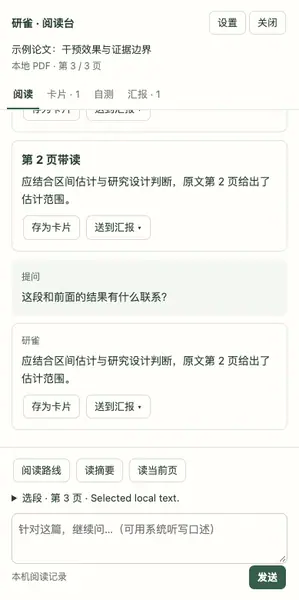 研雀 · 阅读台
设置
关闭
示例论文：干预效果与证据边界
本地 PDF · 第 3 / 3 页
阅读
卡片 · 1
自测
汇报 · 1
存为卡片
送到汇报
第 2 页带读
应结合区间估计与研究设计判断，原文第 2 页给出了
估计范围。
存为卡片
送到汇报 ▾
提问
这段和前面的结果有什么联系？
研雀
应结合区间估计与研究设计判断，原文第 2 页给出了
估计范围。
存为卡片
送到汇报 ▾
阅读路线
读摘要
读当前页
▶ 选段 · 第 3 页 · Selected local text.
针对这篇，继续问…（可用系统听写口述）
本机阅读记录
发送